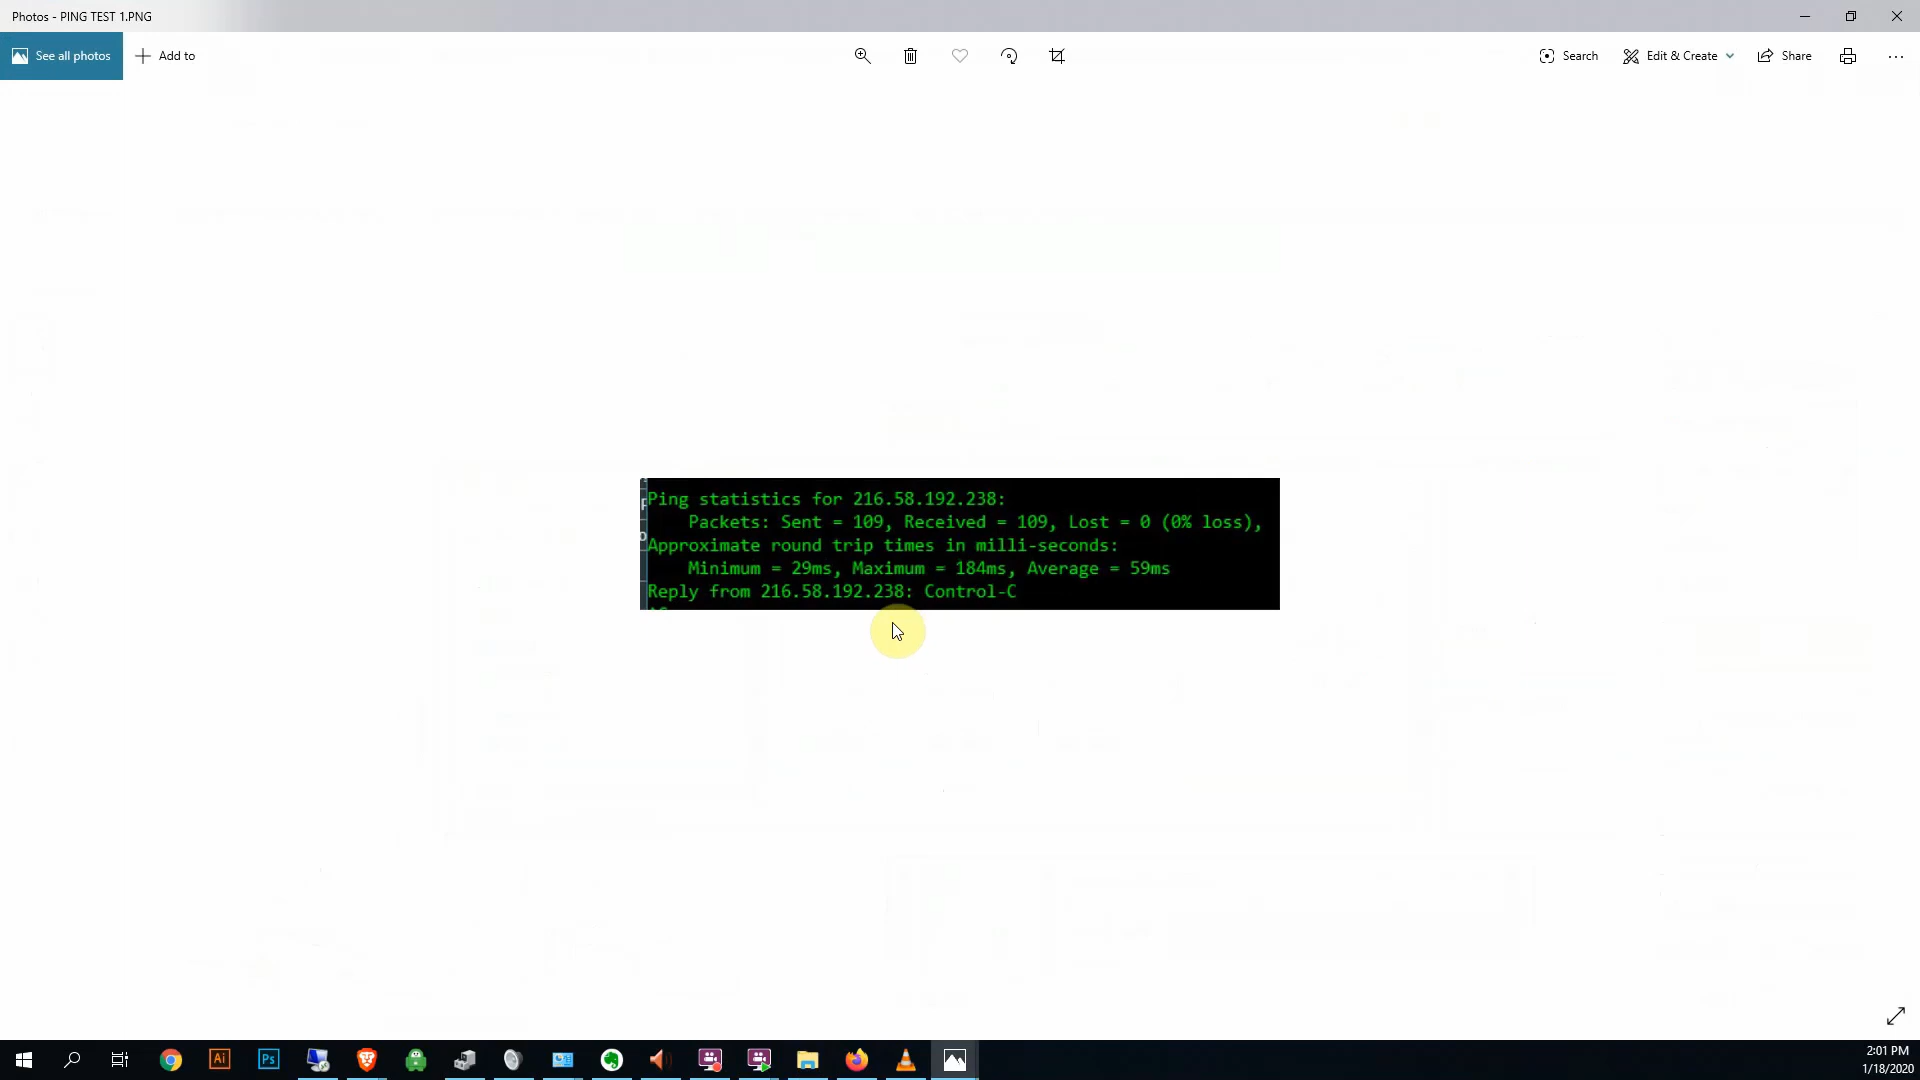 Photos - PING TEST 1.PNG
See all photos
Add to
Search
Edit & Create
Share
Ping statistics for 216.58.192.238:
Packets: Sent = 109, Received = 109, Lost = 0 (0% loss),
Approximate round trip times in milli-seconds:
Minimum = 29ms, Maximum = 184ms, Average = 59ms
Reply from 216.58.192.238: Control-C
Ai
Ps
2:01 PM
1/18/2020